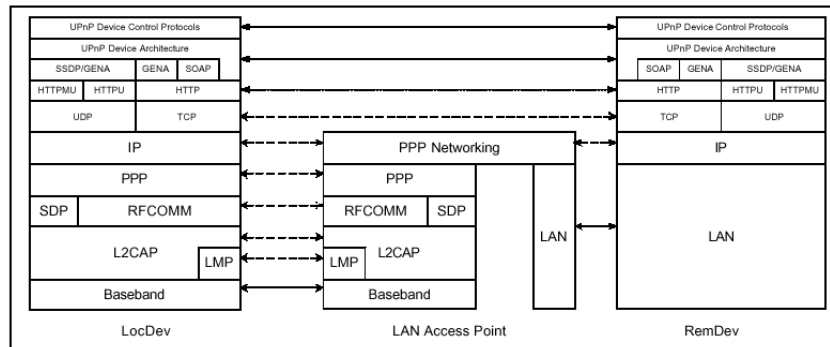 UPnP Device Control Protocols
UPnP Device Control Protocols
UPnP Device Architecture
UPnP Device Architecture
SSDP/GENA GENA SOAP
SOAP GENA SSDP/GENA
HTTPMU HTTPU HTTP
HTTP HTTPU HTTPMU
UDP TCP
TCP UDP
IP
PPP Networking
IP
PPP
PPP
SDP RFCOMM
RFCOMM SDP
LAN
LAN
L2CAP
LMP
L2CAP
LMP
Baseband
Baseband
LocDev
LAN Access Point
RemDev